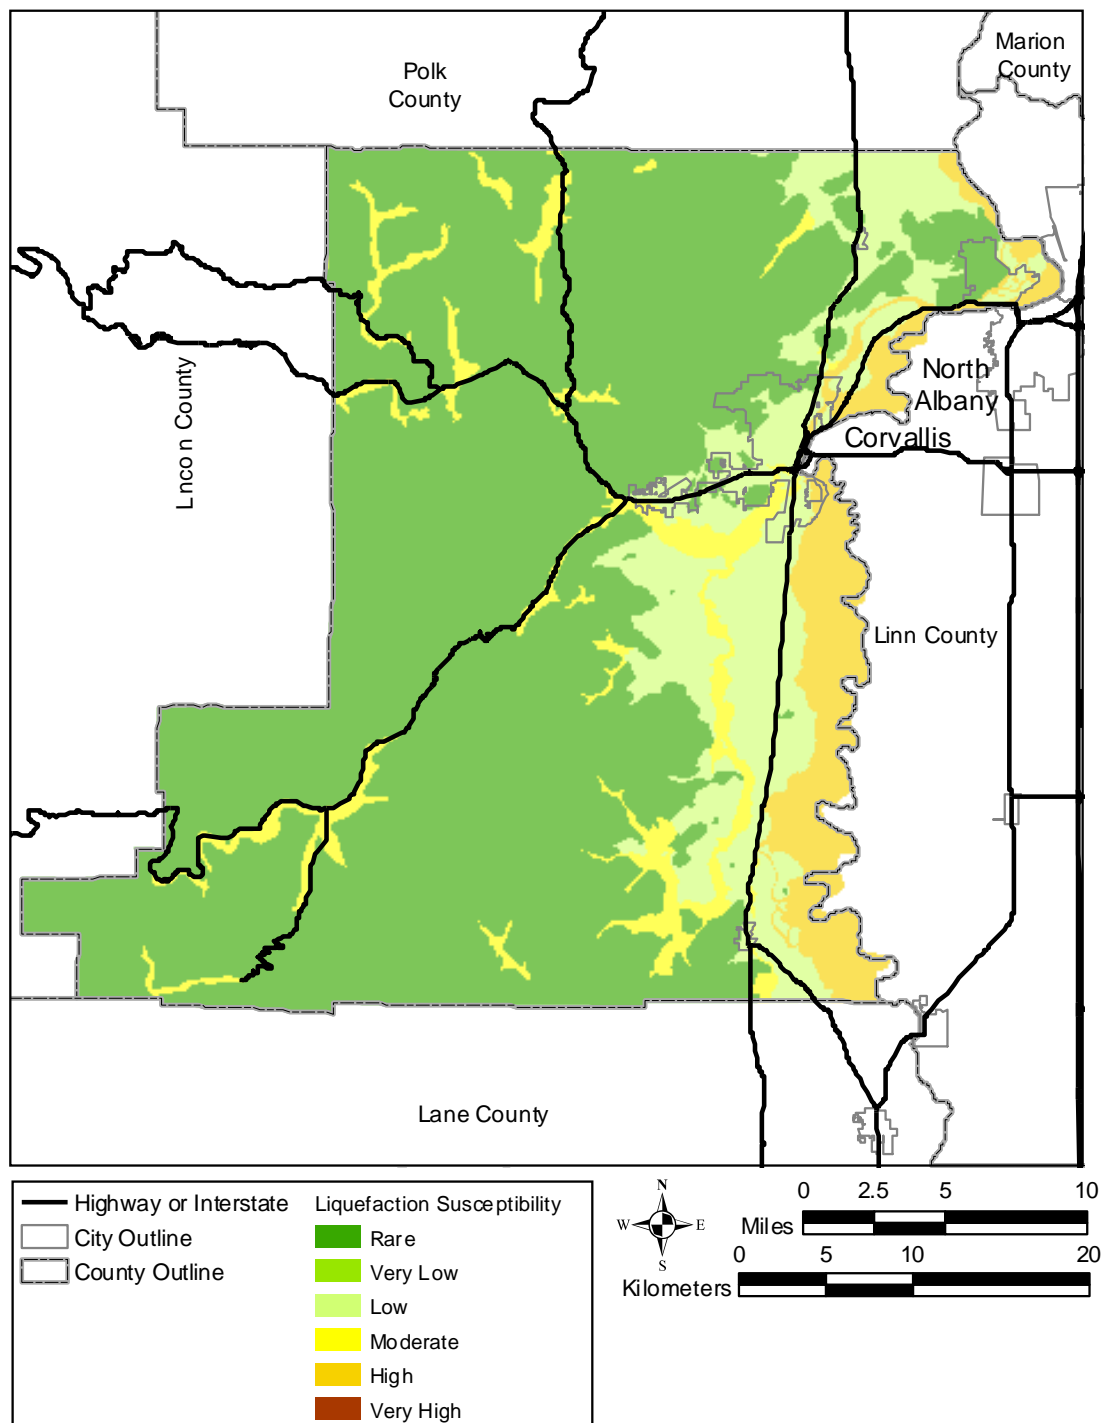 Polk
County
Marion
County
Lnco n County
North
Albany
Corvallis
Linn County
Lane County
Highway or Interstate
City Outline
County Outline
Liquefaction Susceptibility
Rare
Very Low
Low
Moderate
High
Very High
N
W E
S
0 2.5 5 10
Miles
0 5 10 20
Kilometers